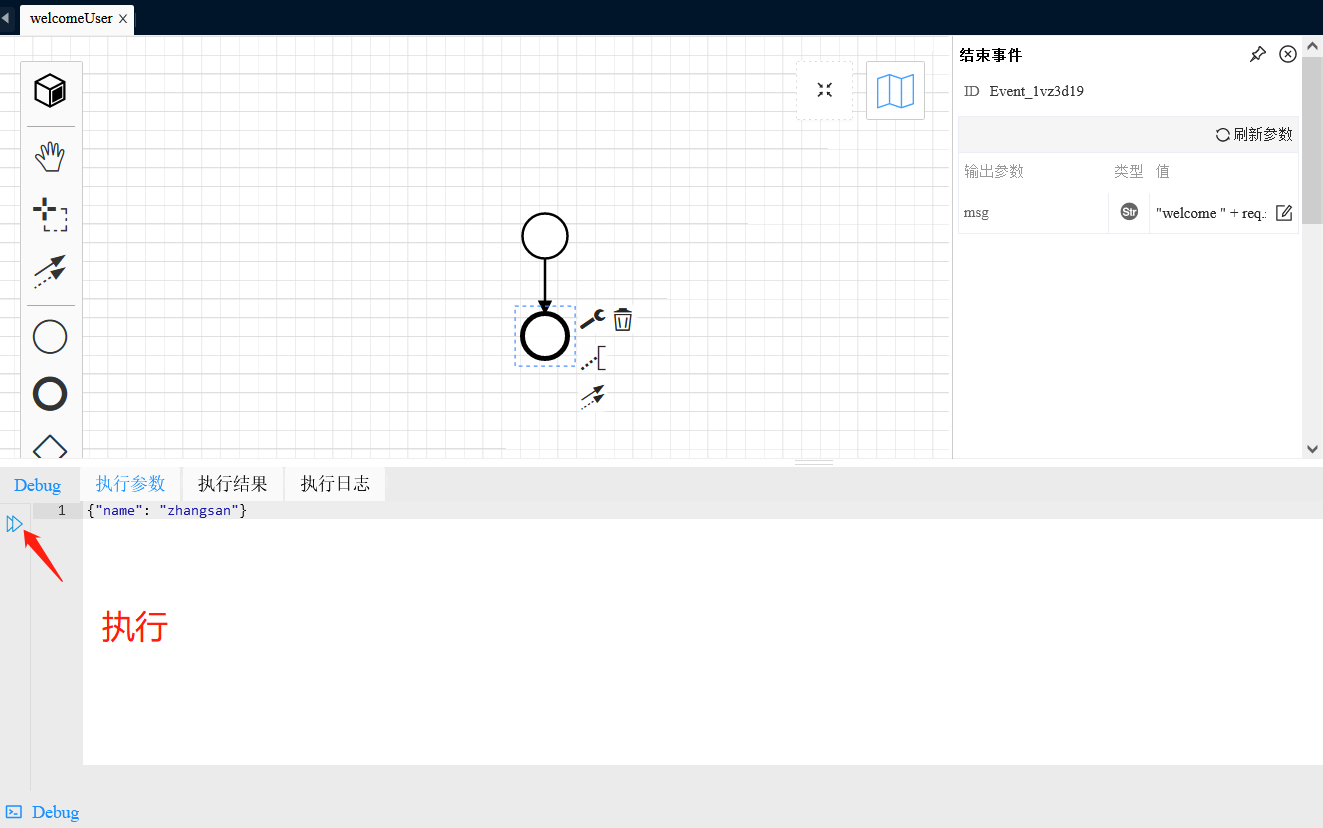 welcomeUser
结束事件
ID Event_1vz3d19
刷新参数
输出参数 类型 值
msg Str "welcome " + req.
Debug 执行参数 执行结果 执行日志
1 {"name": "zhangsan"}
执行
Debug